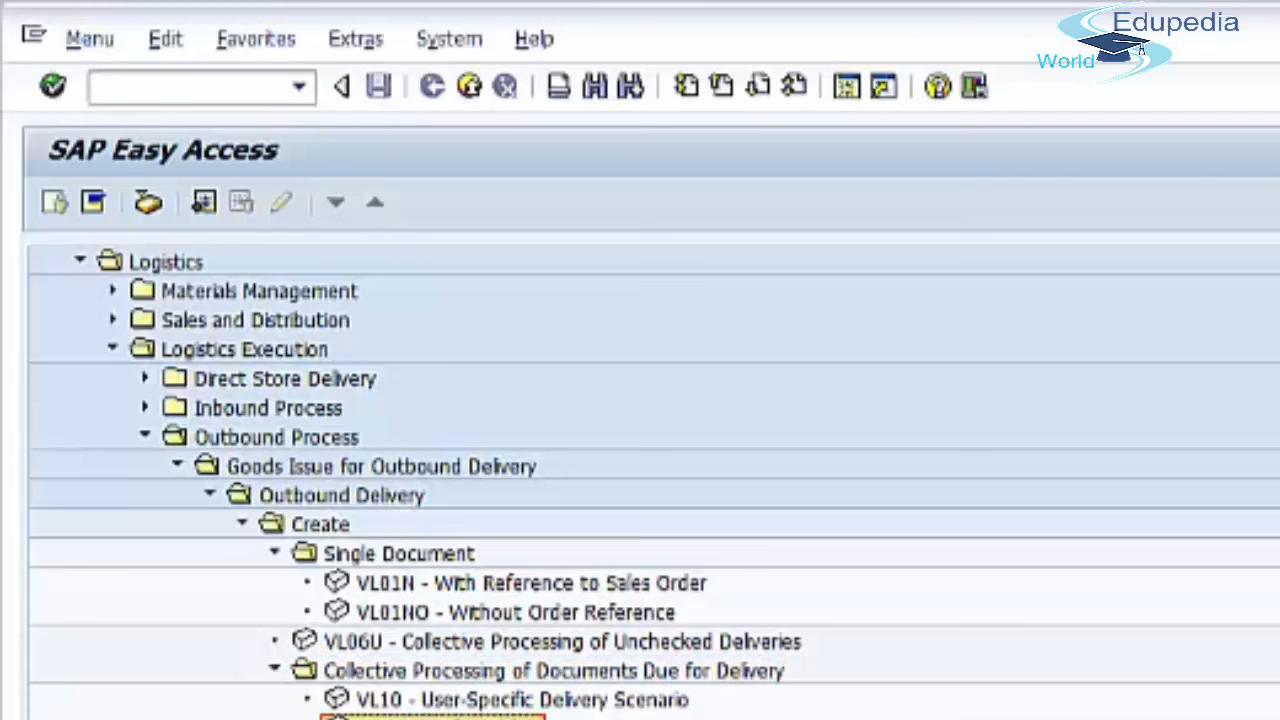 Edupedia
World
Menu Edit Favorites Extras System Help
SAP Easy Access
Logistics
Materials Management
Sales and Distribution
Logistics Execution
Direct Store Delivery
Inbound Process
Outbound Process
Goods Issue for Outbound Delivery
Outbound Delivery
Create
Single Document
VL01N - With Reference to Sales Order
VL01NO - Without Order Reference
VL06U - Collective Processing of Unchecked Deliveries
Collective Processing of Documents Due for Delivery
VL10 - User-Specific Delivery Scenario